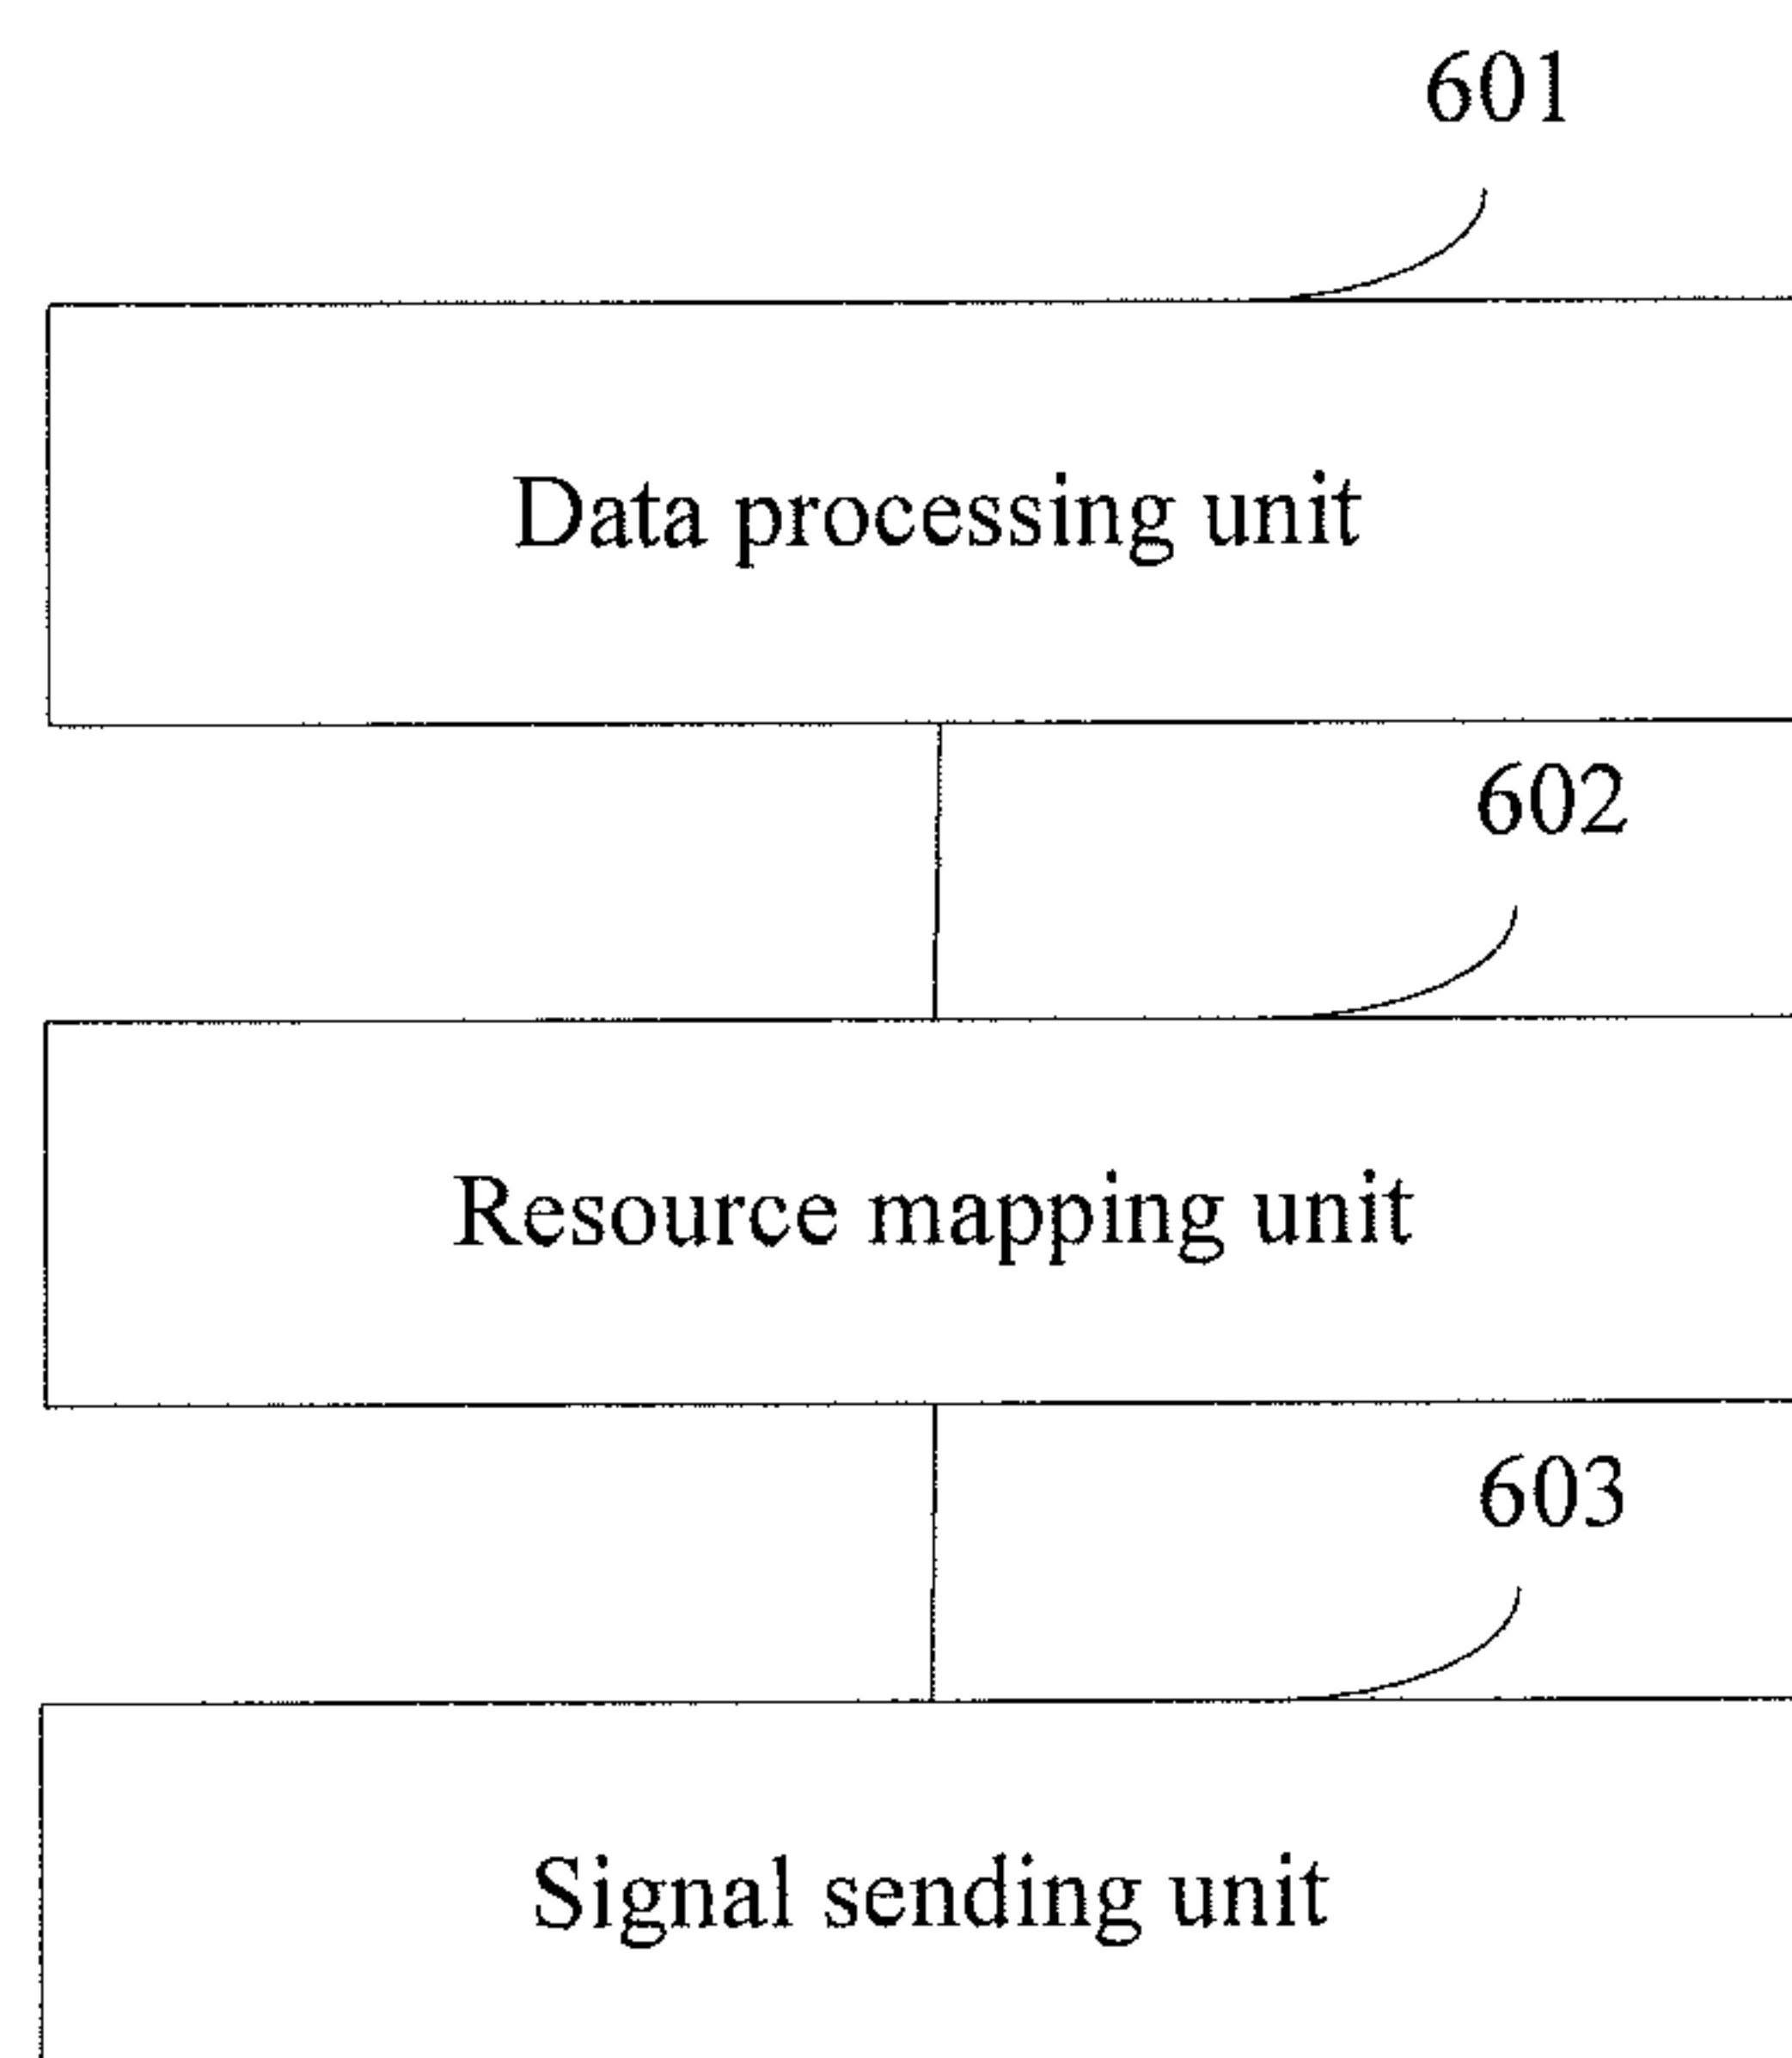 601
Data processing unit
602
Resource mapping unit
603
Signal sending unit